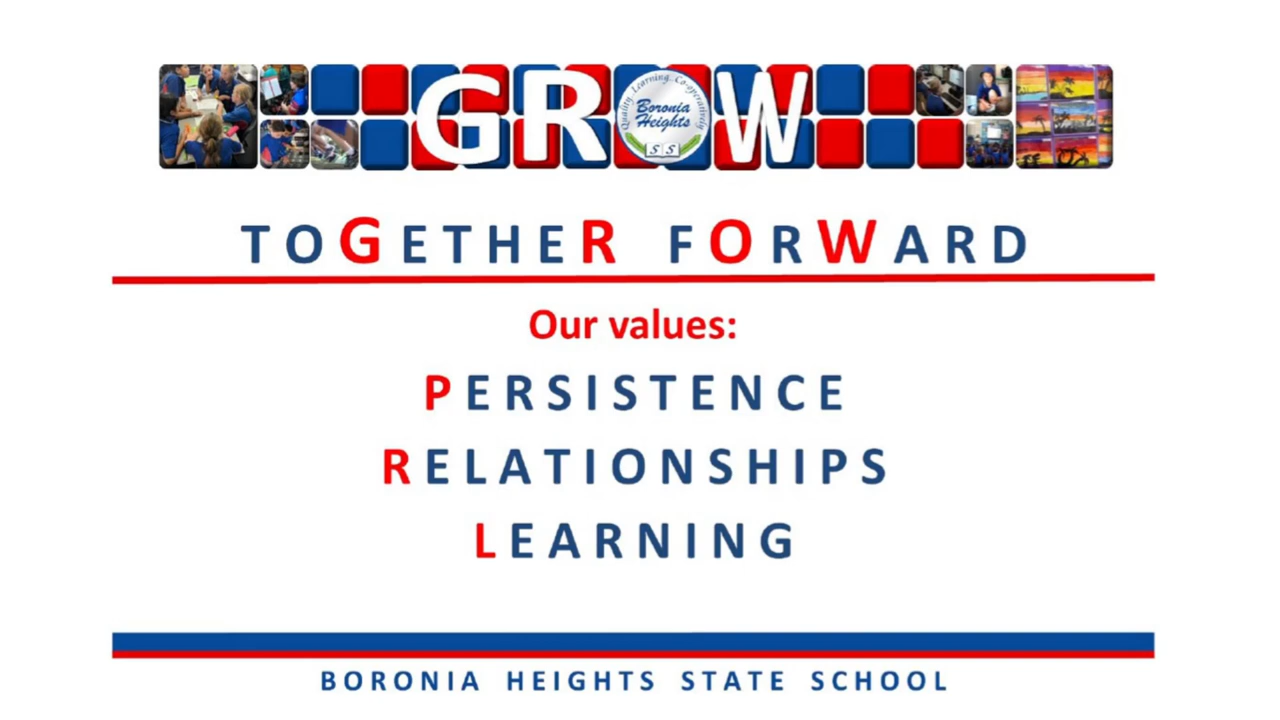 GROW
Quality Learning Co-operatively
Boronia
Heights
S S
TOGETHER FORWARD
Our values:
PERSISTENCE
RELATIONSHIPS
LEARNING
BORONIA HEIGHTS STATE SCHOOL